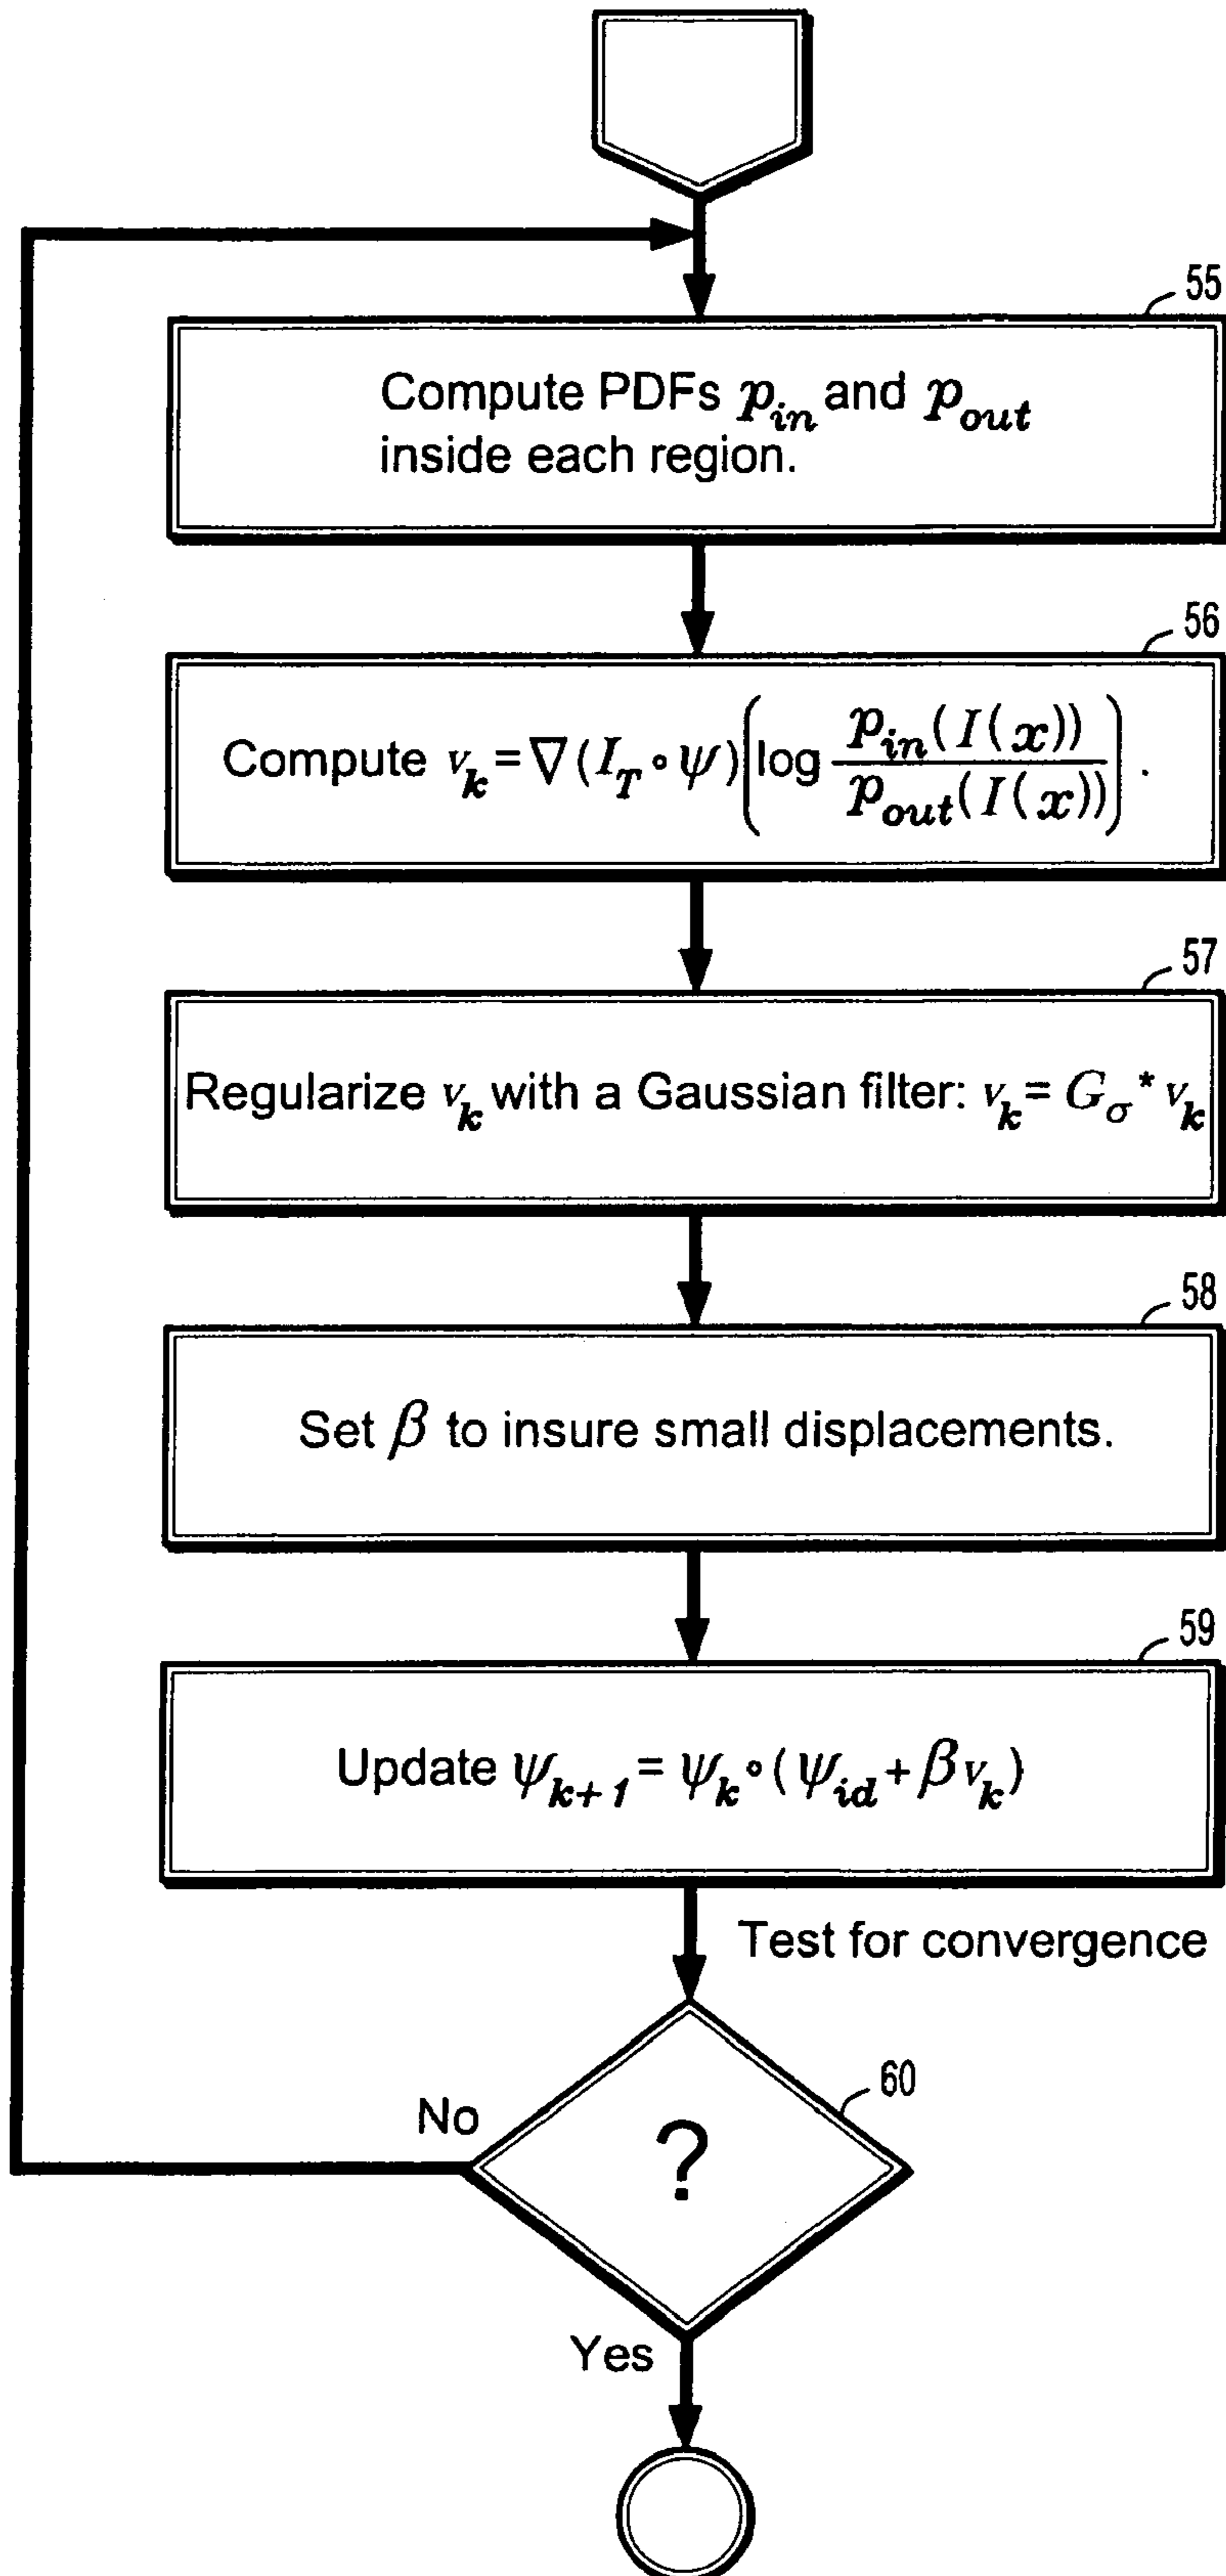 55
Compute PDFs p_in and p_out
inside each region.
56
Compute v_k = ∇(I_T ∘ ψ)(log p_in(I(x)) / p_out(I(x))) .
57
Regularize v_k with a Gaussian filter: v_k = G_σ * v_k
58
Set β to insure small displacements.
59
Update ψ_k+1 = ψ_k ∘ (ψ_id + β v_k)
Test for convergence
60
No
?
Yes